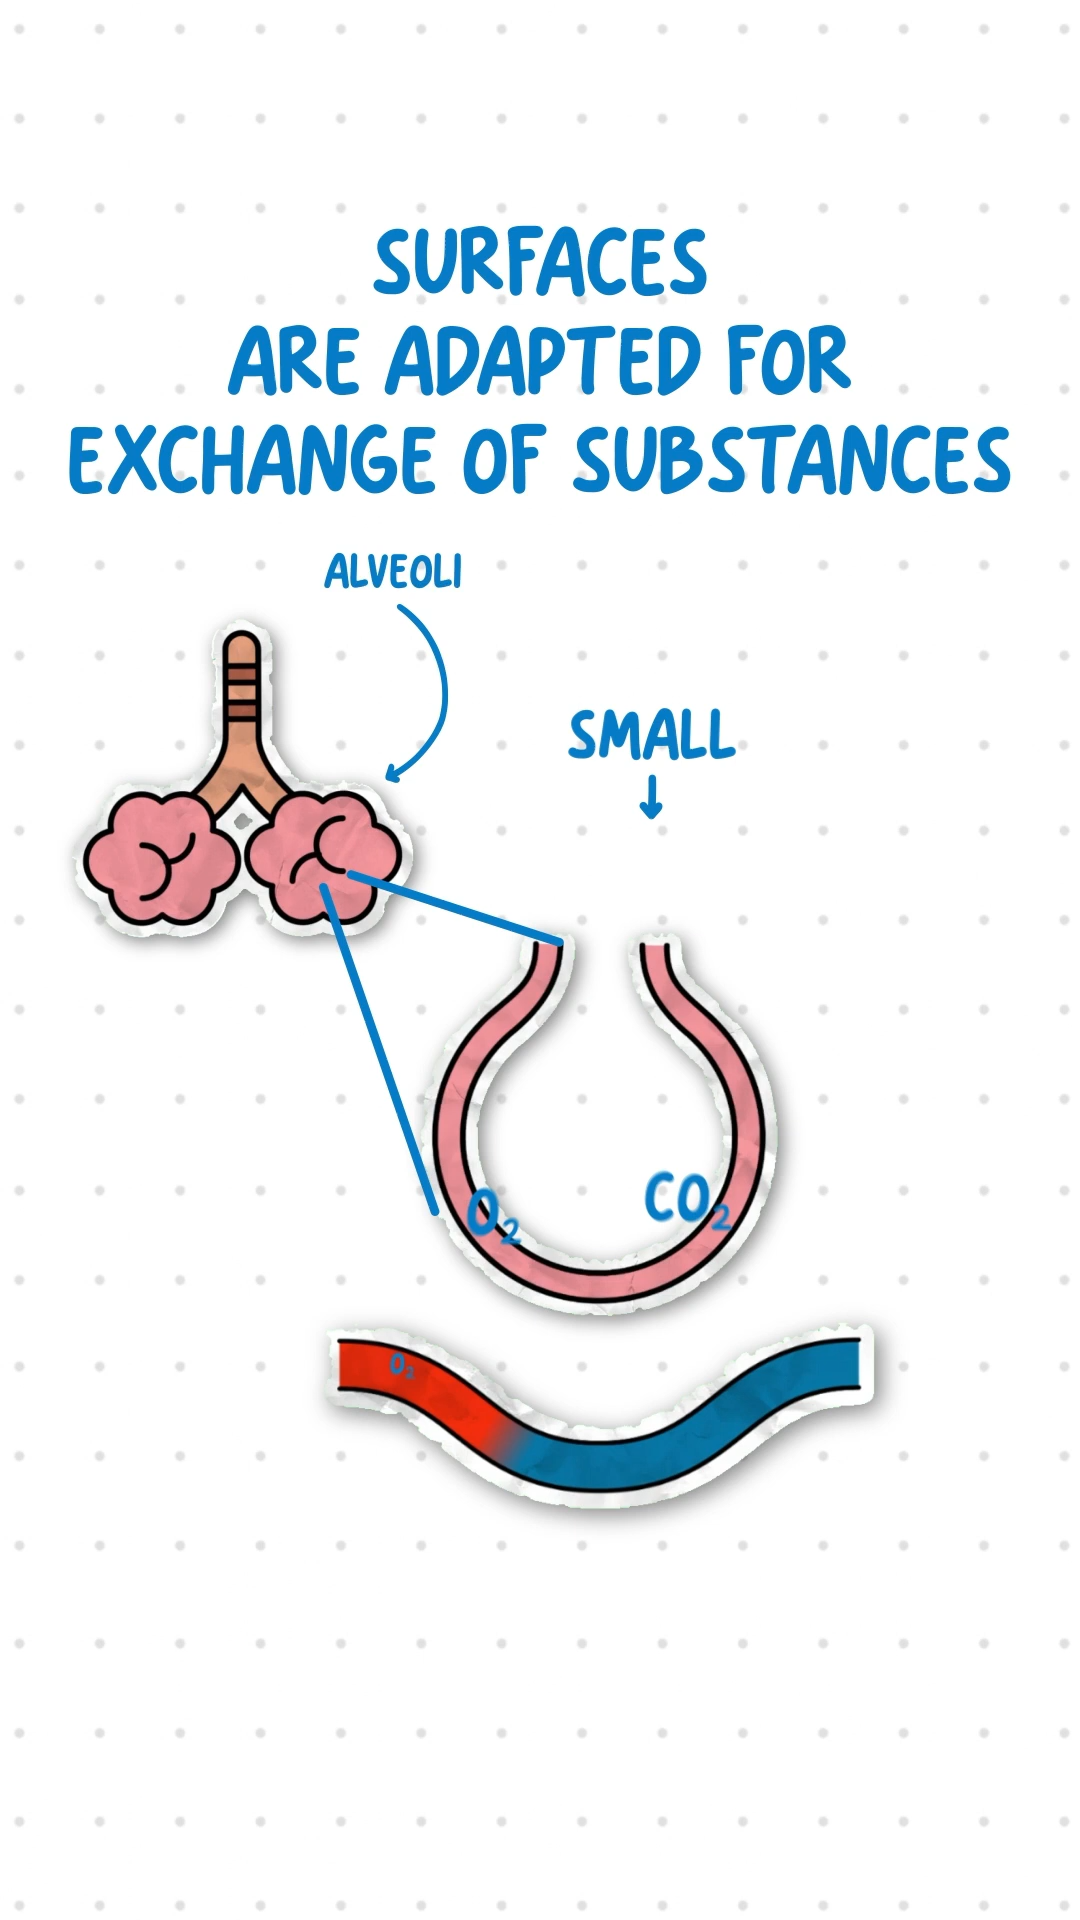 SURFACES
ARE ADAPTED FOR
EXCHANGE OF SUBSTANCES
ALVEOLI
SMALL
O₂
CO₂
O₂